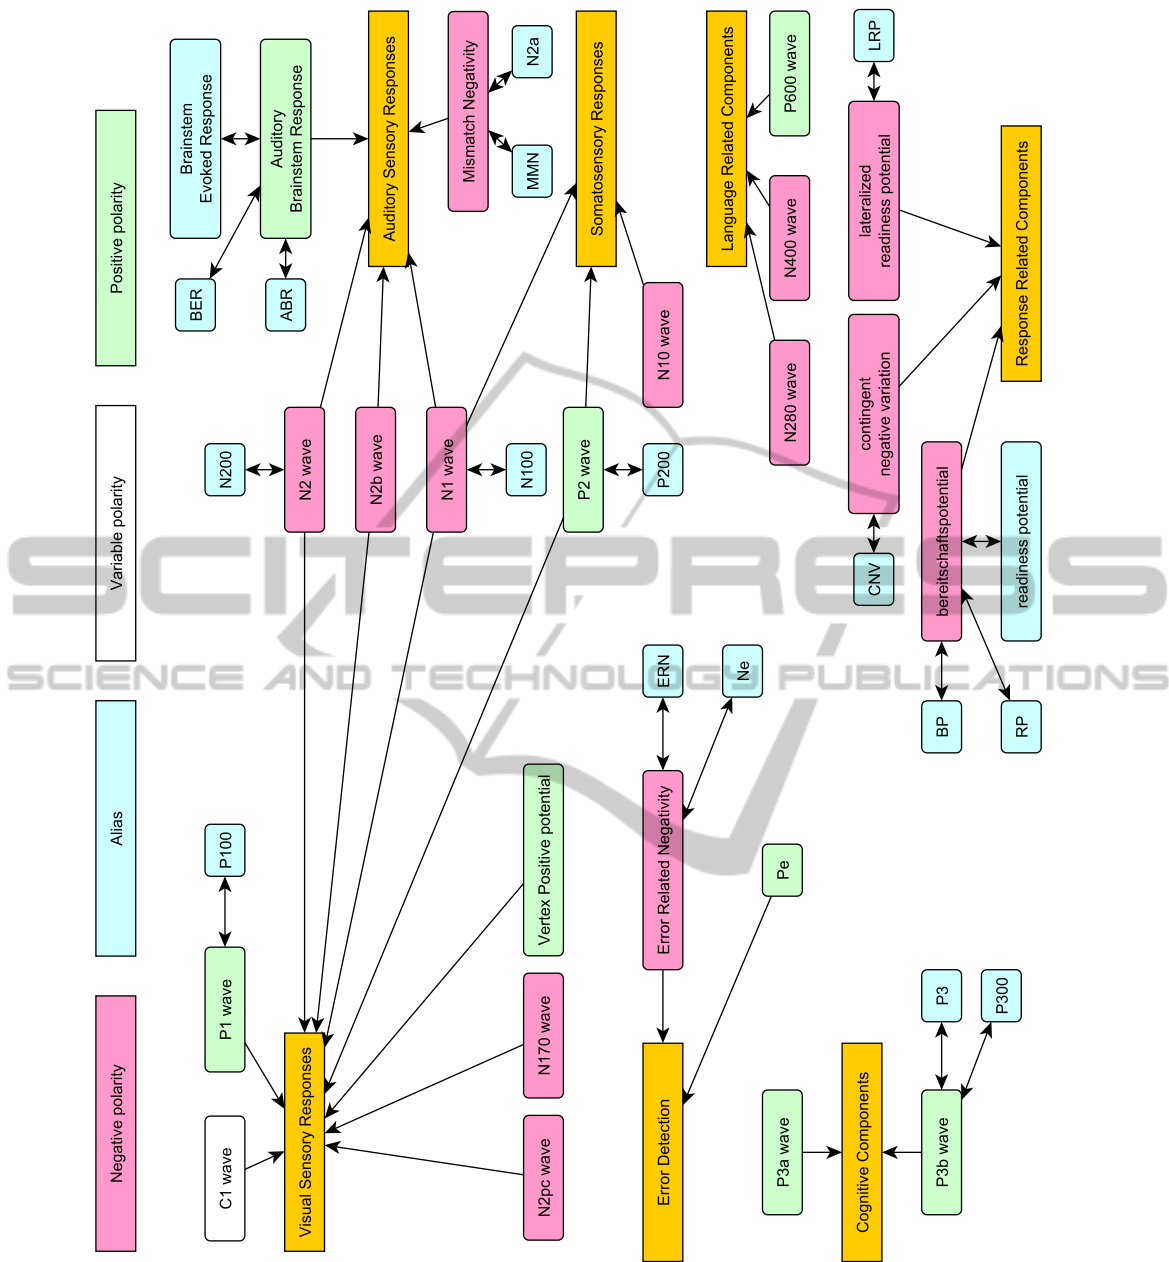 Negative polarity
Alias
Variable polarity
Positive polarity
C1 wave
P1 wave
P100
N200
BER
ABR
Brainstem
Evoked Response
Auditory
Brainstem Response
Visual Sensory Responses
N2 wave
N2b wave
N1 wave
Auditory Sensory Responses
Mismatch Negativity
MMN
N2a
N2pc wave
N170 wave
Vertex Positive potential
N100
P2 wave
Somatosensory Responses
Error Detection
Error Related Negativity
ERN
Ne
Pe
P200
N10 wave
Language Related Components
N280 wave
N400 wave
P600 wave
P3a wave
Cognitive Components
P3b wave
P3
P300
CNV
contingent
negative variation
lateralized
readiness potential
LRP
BP
bereitschaftspotential
RP
readiness potential
Response Related Components
SCITEPRESS
SCIENCE AND TECHNOLOGY PUBLICATIONS